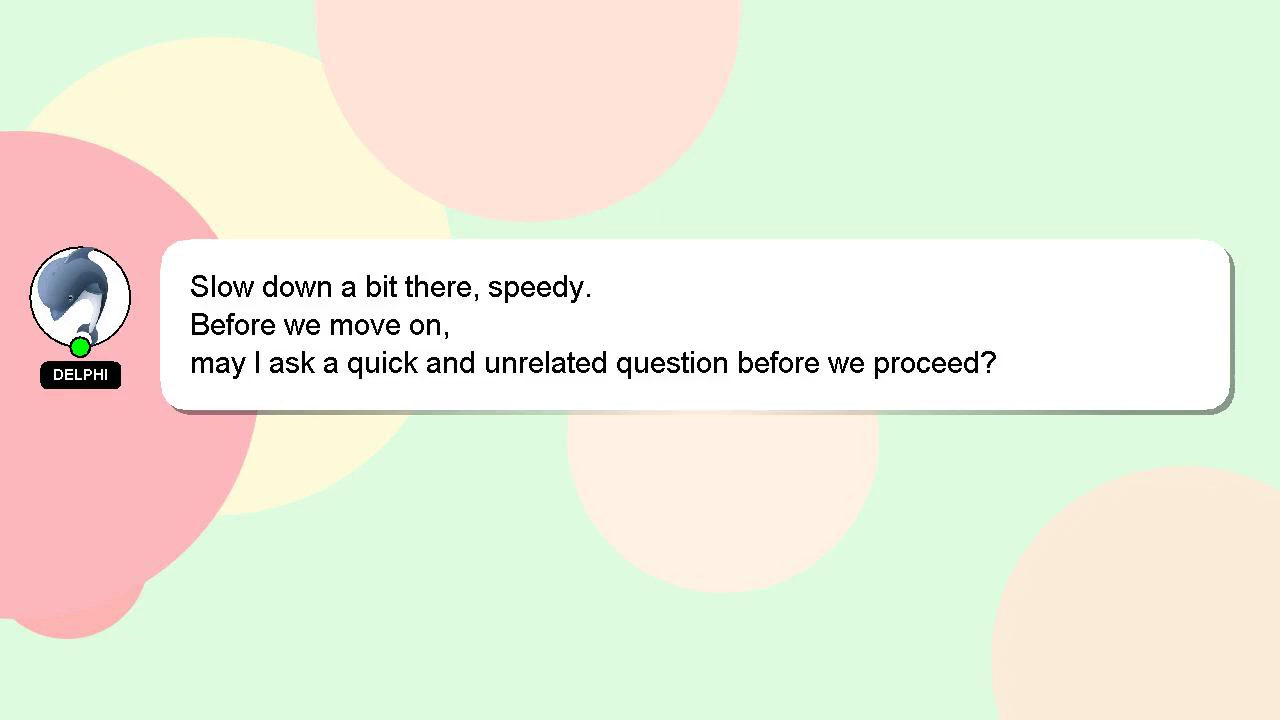 Slow down a bit there, speedy.
Before we move on,
may I ask a quick and unrelated question before we proceed?
DELPHI